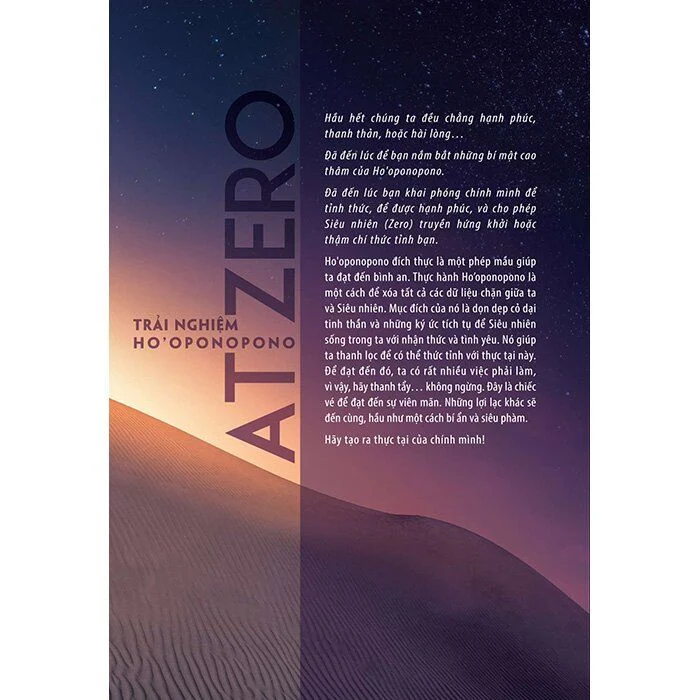 AT ZERO
TRẢI NGHIỆM
HO'OPONOPONO
Hầu hết chúng ta đều chẳng hạnh phúc,
thanh thản, hoặc hài lòng...
Đã đến lúc để bạn nắm bắt những bí mật cao
thâm của Ho'oponopono.
Đã đến lúc bạn khai phóng chính mình để
tỉnh thức, để được hạnh phúc, và cho phép
Siêu nhiên (Zero) truyền hứng khởi hoặc
thậm chí thức tỉnh bạn.
Ho'oponopono đích thực là một phép mầu giúp
ta đạt đến bình an. Thực hành Ho'oponopono là
một cách để xóa tất cả các dữ liệu chặn giữa ta
và Siêu nhiên. Mục đích của nó là dọn dẹp cỏ dại
tinh thần và những ký ức tích tụ để Siêu nhiên
sống trong ta với nhận thức và tình yêu. Nó giúp
ta thanh lọc để có thể thức tỉnh với thực tại này.
Để đạt đến đó, ta có rất nhiều việc phải làm,
vì vậy, hãy thanh tẩy... không ngừng. Đây là chiếc
vé để đạt đến sự viên mãn. Những lợi lạc khác sẽ
đến cùng, hầu như một cách bí ẩn và siêu phàm.
Hãy tạo ra thực tại của chính mình!